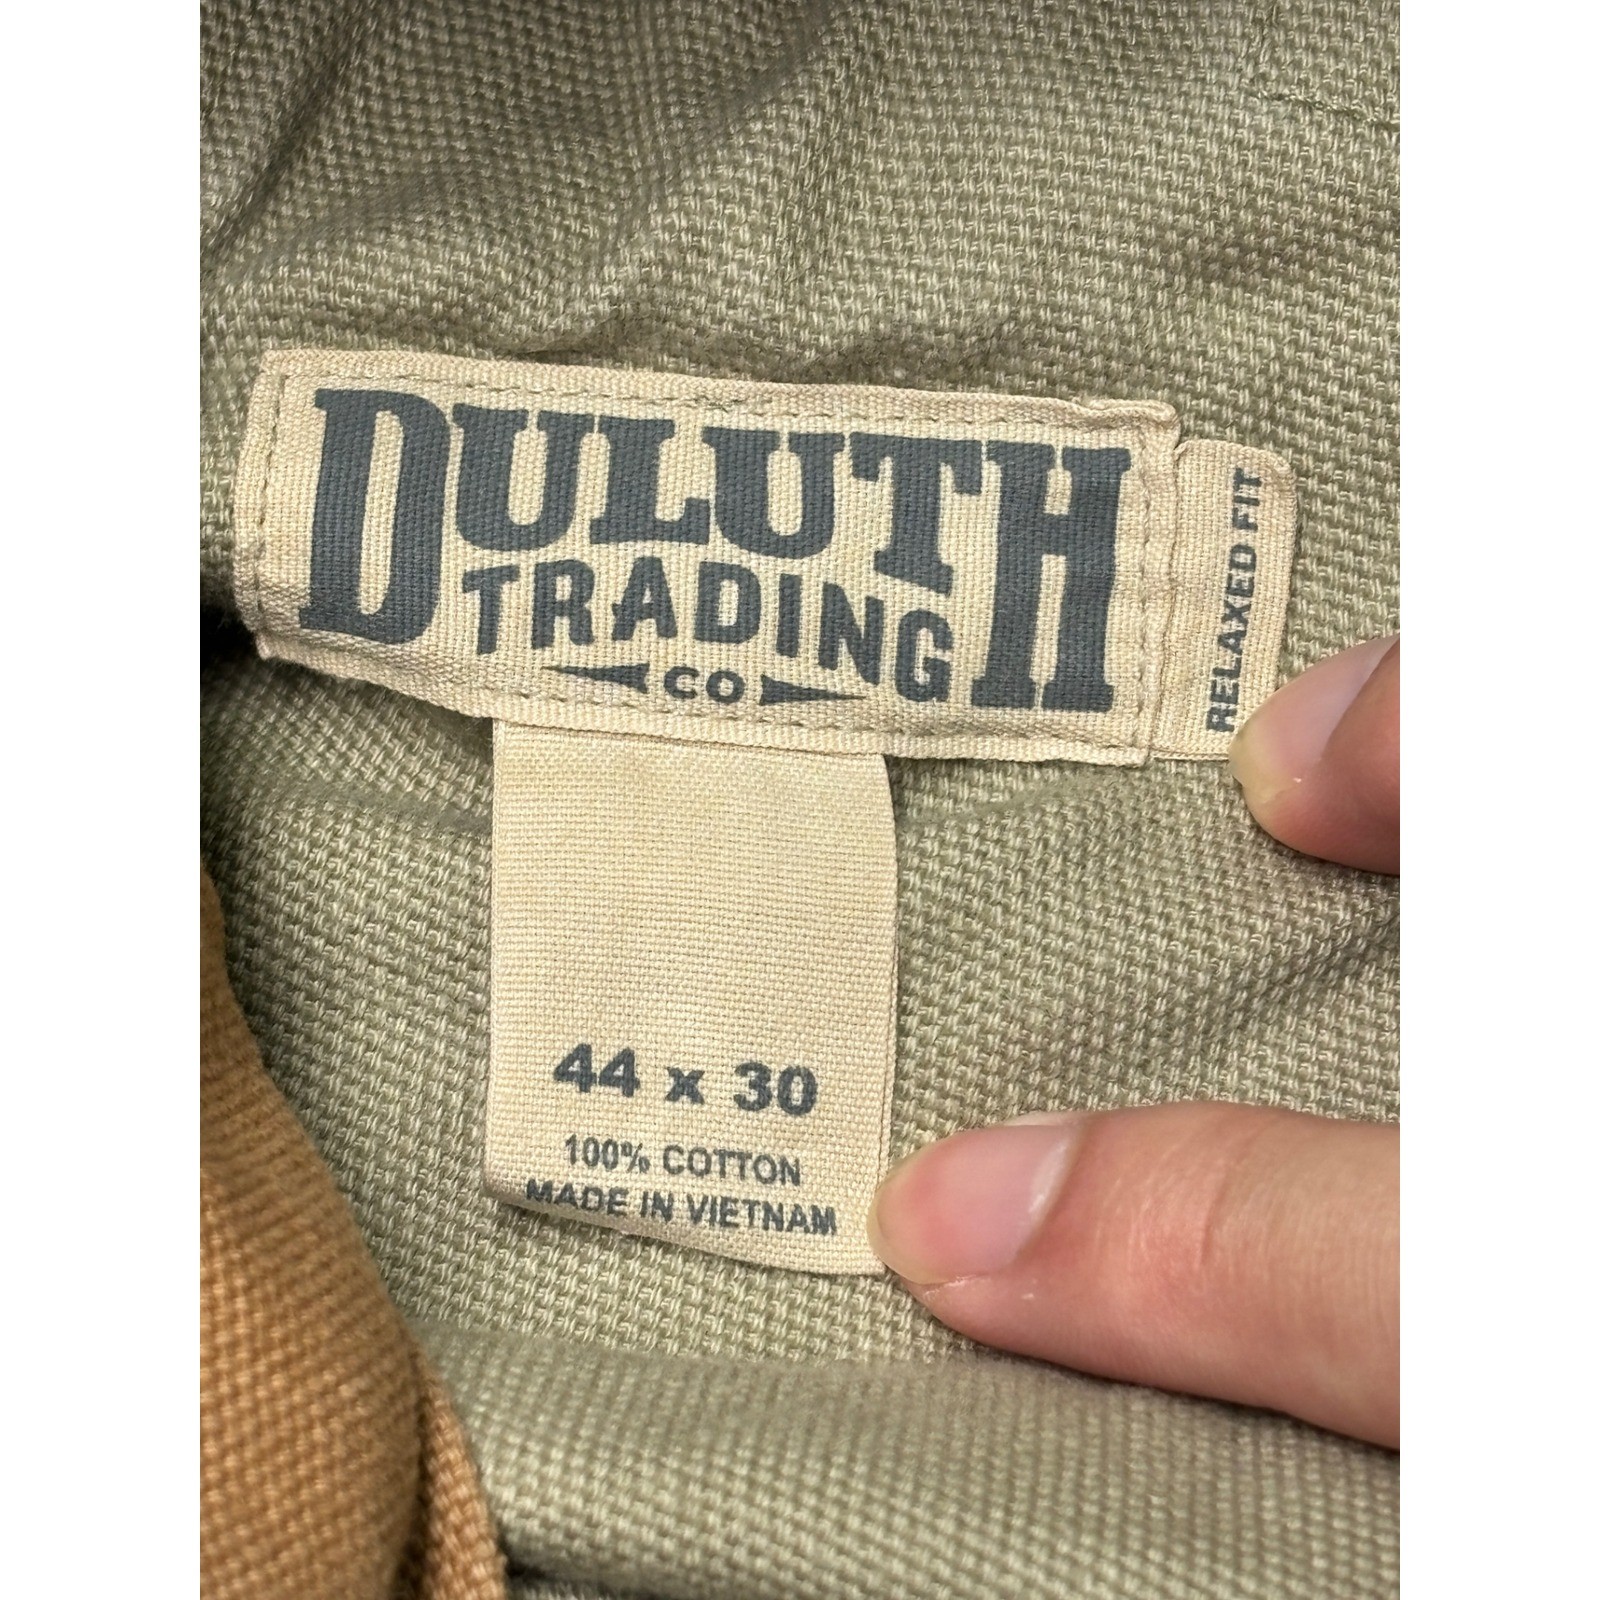 DULUTH
TRADING
CO
RELAXED FIT
44 x 30
100% COTTON
MADE IN VIETNAM